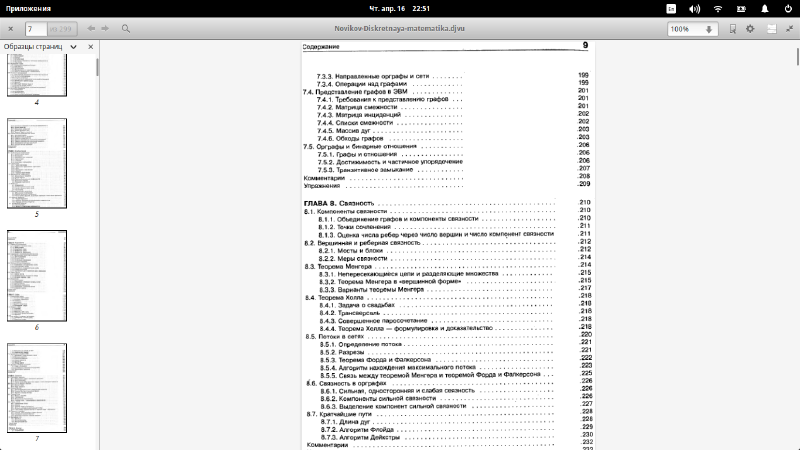 Приложения
Чт. апр. 16 22:51
En
7 из 299
Novikov-Diskretnaya-matematika.djvu
100%
Образцы страниц
4
5
6
7
Содержание 9
7.3.3. Направленные орграфы и сети 199
7.3.4. Операции над графами 199
7.4. Представление графов в ЭВМ 201
7.4.1. Требования к представлению графов 201
7.4.2. Матрица смежности 201
7.4.3. Матрица инциденций 202
7.4.4. Списки смежности 202
7.4.5. Массив дуг 203
7.4.6. Обходы графов 203
7.5. Орграфы и бинарные отношения 206
7.5.1. Графы и отношения 206
7.5.2. Достижимость и частичное упорядочение 206
7.5.3. Транзитивное замыкание 207
Комментарии 208
Упражнения 209
ГЛАВА 8. Связность 210
8.1. Компоненты связности 210
8.1.1. Объединение графов и компоненты связности 210
8.1.2. Точки сочленения 211
8.1.3. Оценка числа ребер через число вершин и число компонент связности 211
8.2. Вершинная и реберная связность 212
8.2.1. Мосты и блоки 212
8.2.2. Меры связности 214
8.3. Теорема Менгера 214
8.3.1. Непересекающиеся цепи и разделяющие множества 215
8.3.2. Теорема Менгера в «вершинной форме» 215
8.3.3. Варианты теоремы Менгера 217
8.4. Теорема Холла 218
8.4.1. Задача о свадьбах 218
8.4.2. Трансверсаль 218
8.4.3. Совершенное паросочетание 218
8.4.4. Теорема Холла — формулировка и доказательство 218
8.5. Потоки в сетях 220
8.5.1. Определение потока 221
8.5.2. Разрезы 221
8.5.3. Теорема Форда и Фалкерсона 222
8.5.4. Алгоритм нахождения максимального потока 223
8.5.5. Связь между теоремой Менгера и теоремой Форда и Фалкерсона 225
8.6. Связность в орграфах 226
8.6.1. Сильная, односторонняя и слабая связность 226
8.6.2. Компоненты сильной связности 226
8.6.3. Выделение компонент сильной связности 227
8.7. Кратчайшие пути 228
8.7.1. Длина дуг 228
8.7.2. Алгоритм Флойда 229
8.7.3. Алгоритм Дейкстры 230
Комментарии 232